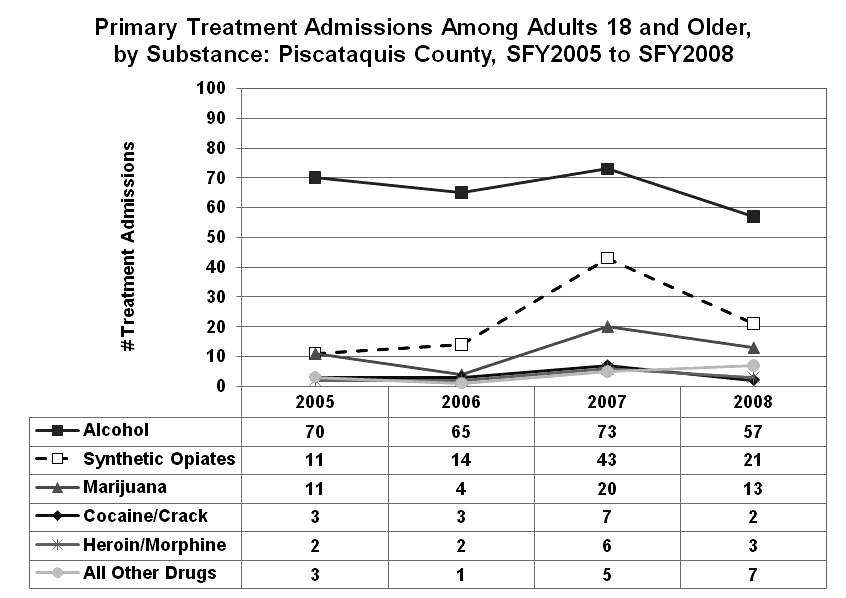 Primary Treatment Admissions Among Adults 18 and Older,
by Substance: Piscataquis County, SFY2005 to SFY2008
#Treatment Admissions
100
90
80
70
60
50
40
30
20
10
0
2005 2006 2007 2008
Alcohol 70 65 73 57
Synthetic Opiates 11 14 43 21
Marijuana 11 4 20 13
Cocaine/Crack 3 3 7 2
Heroin/Morphine 2 2 6 3
All Other Drugs 3 1 5 7